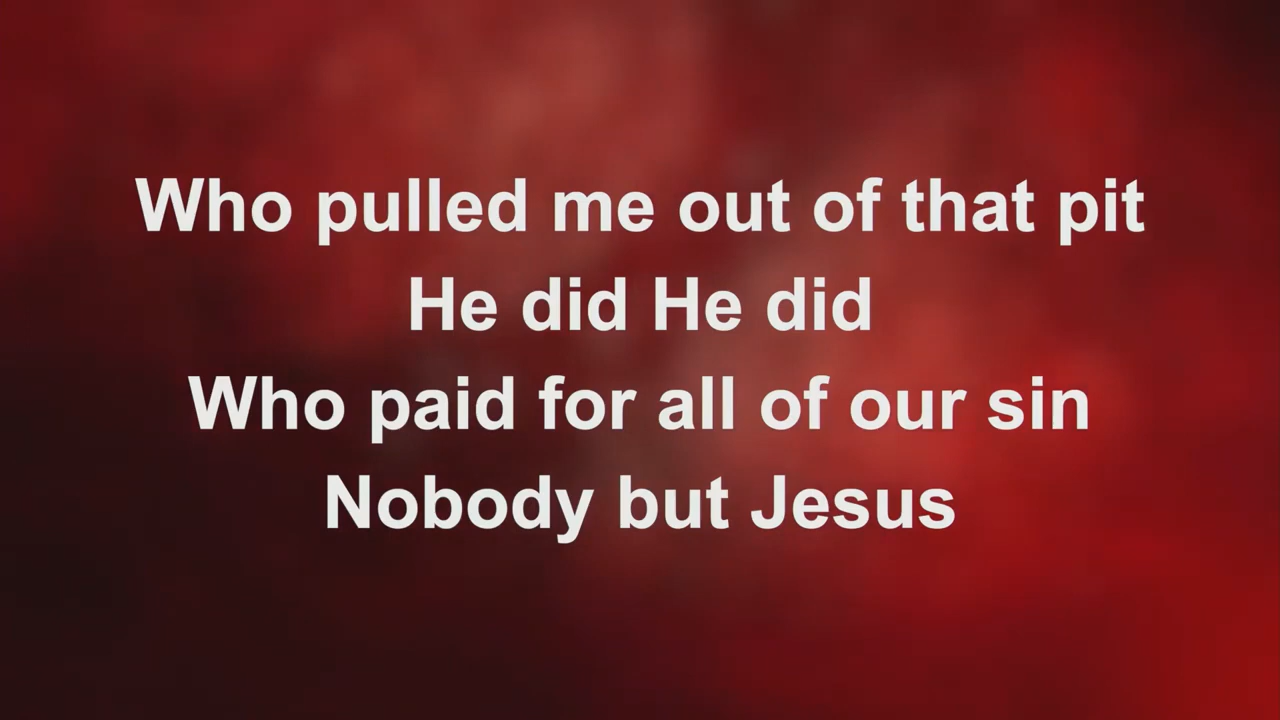 Who pulled me out of that pit
He did He did
Who paid for all of our sin
Nobody but Jesus